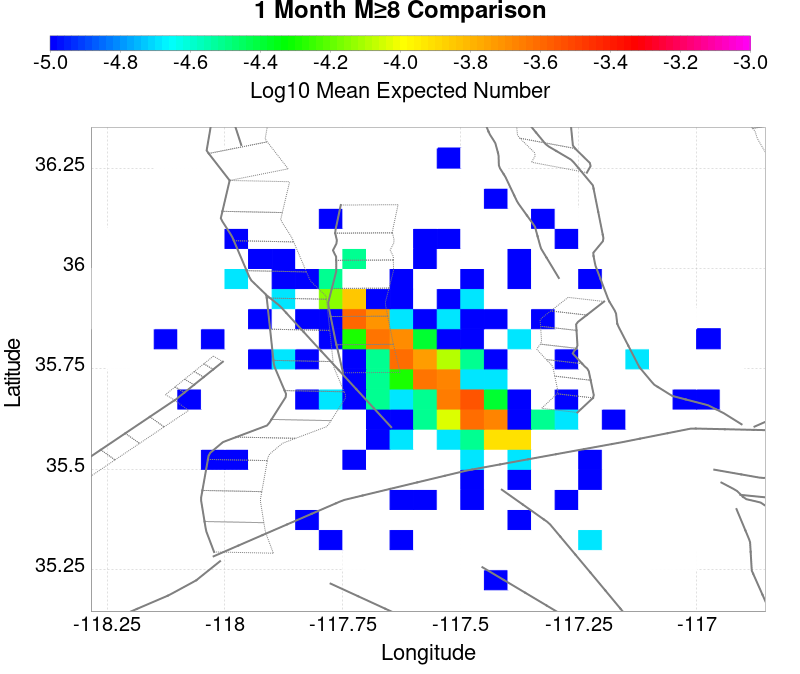 1 Month M≥8 Comparison
-5.0 -4.8 -4.6 -4.4 -4.2 -4.0 -3.8 -3.6 -3.4 -3.2 -3.0
Log10 Mean Expected Number
36.25
36
35.75
35.5
35.25
Latitude
-118.25 -118 -117.75 -117.5 -117.25 -117
Longitude